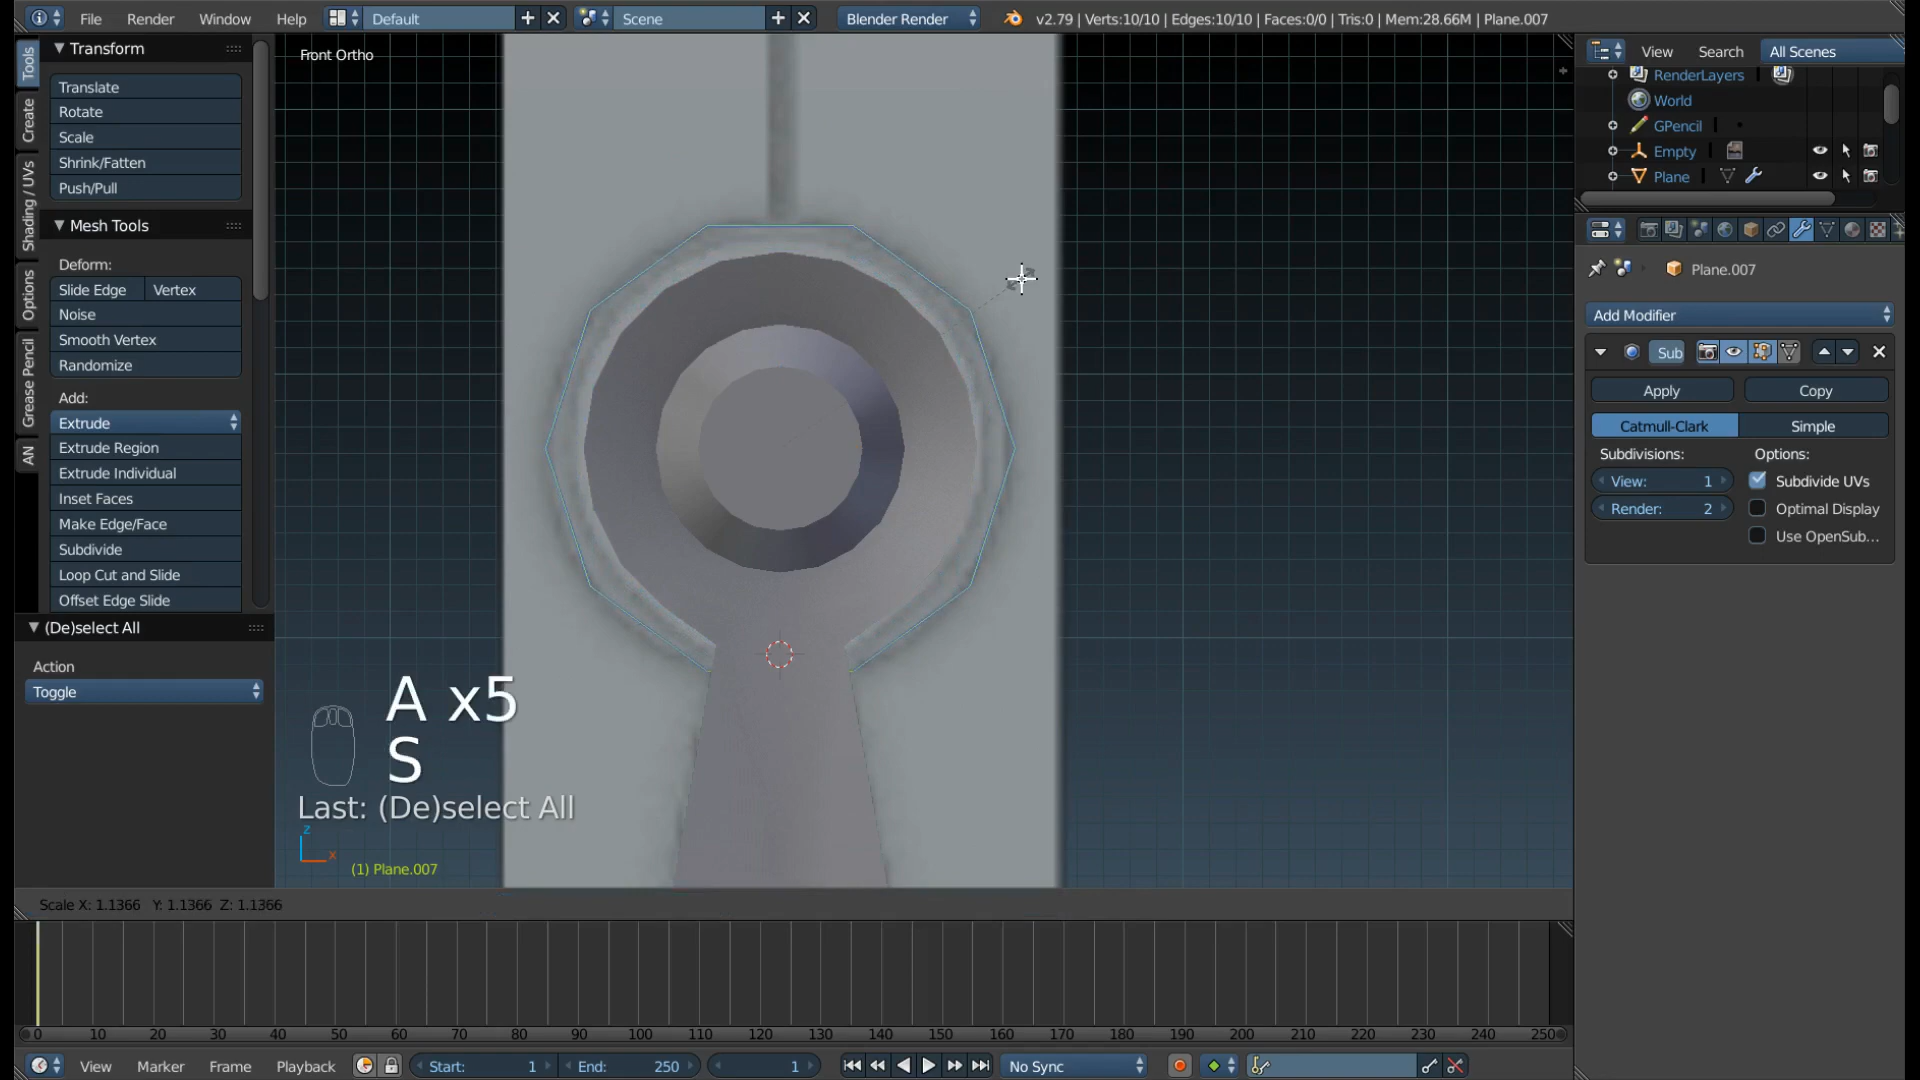 File Render Window Help Default Scene Blender Render v2.79 | Verts:10/10 | Edges:10/10 | Faces:0/0 | Tris:0 | Mem:28.66M | Plane.007
Tools
Create
Shading / UVs
Options
Grease Pencil
AN
Transform
Translate
Rotate
Scale
Shrink/Fatten
Push/Pull
Mesh Tools
Deform:
Slide Edge Vertex
Noise
Smooth Vertex
Randomize
Add:
Extrude
Extrude Region
Extrude Individual
Inset Faces
Make Edge/Face
Subdivide
Loop Cut and Slide
Offset Edge Slide
(De)select All
Action
Toggle
Front Ortho
A x5
S
Last: (De)select All
z
x
(1) Plane.007
Scale X: 1.1366 Y: 1.1366 Z: 1.1366
View Search All Scenes
RenderLayers
World
GPencil
Empty
Plane
Plane.007
Add Modifier
Sub
Apply Copy
Catmull-Clark Simple
Subdivisions: Options:
View: 1 Subdivide UVs
Render: 2 Optimal Display
Use OpenSub...
0 10 20 30 40 50 60 70 80 90 100 110 120 130 140 150 160 170 180 190 200 210 220 230 240 250
View Marker Frame Playback Start: 1 End: 250 1 No Sync